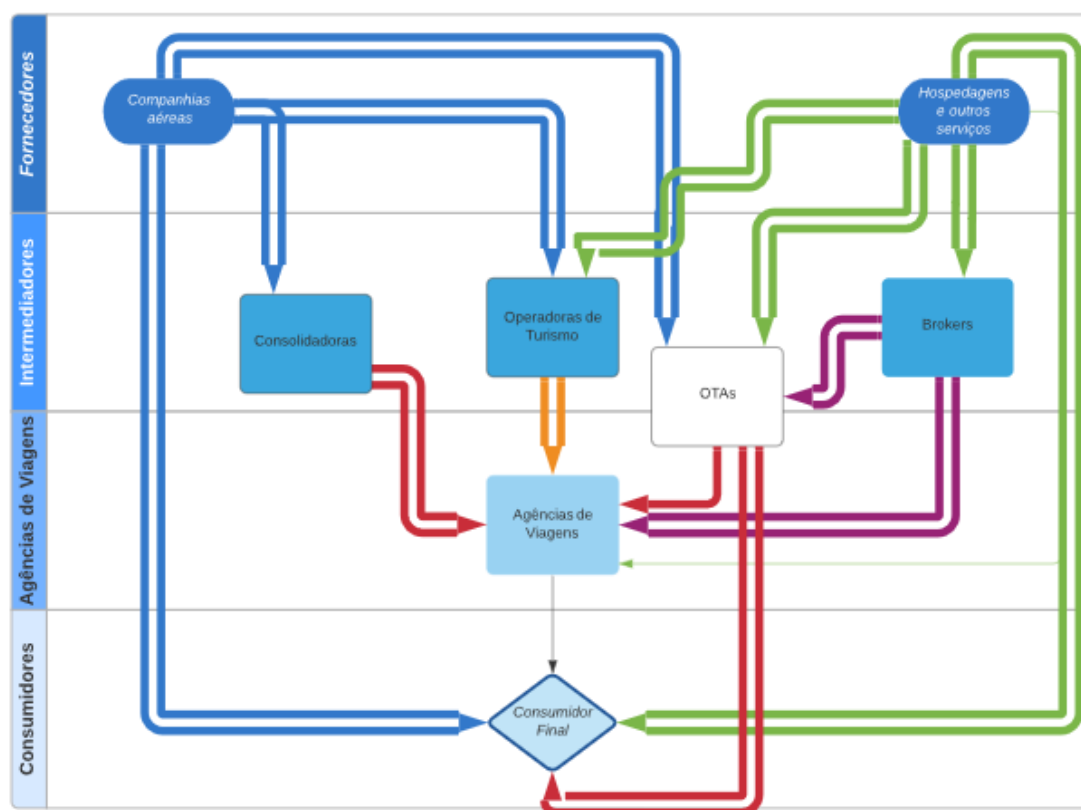 Fornecedores
Companhias
aéreas
Hospedagens
e outros
serviços
Intermediadores
Consolidadoras
Operadoras de
Turismo
OTAs
Brokers
Agências de Viagens
Agências de
Viagens
Consumidores
Consumidor
Final